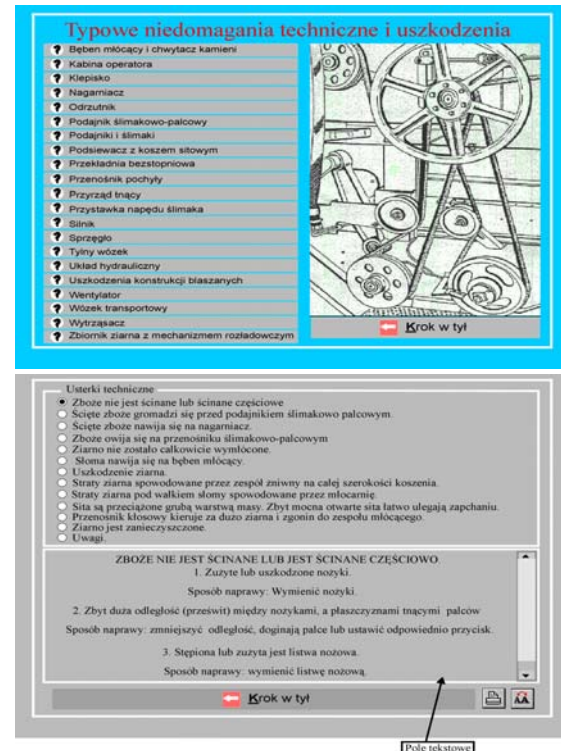 Typowe niedomagania techniczne i uszkodzenia
? Bęben młócący i chwytacz kamieni
? Kabina operatora
? Klepisko
? Nagarniacz
? Odrzutnik
? Podajnik ślimakowo-palcowy
? Podajniki i ślimaki
? Podsiewacz z koszem sitowym
? Przekładnia bezstopniowa
? Przenośnik pochyły
? Przyrząd tnący
? Przystawka napędu ślimaka
? Silnik
? Sprzęgło
? Tylny wózek
? Układ hydrauliczny
? Uszkodzenia konstrukcji blaszanych
? Wentylator
? Wózek transportowy
? Wytrząsacz
? Zbiornik ziarna z mechanizmem rozładowczym
Krok w tył
Usterki techniczne
Zboże nie jest ścinane lub ścinane częściowe
Ścięte zboże gromadzi się przed podajnikiem ślimakowo palcowym.
Ścięte zboże nawija się na nagarniacz.
Zboże owija się na przenośniku ślimakowo-palcowym
Ziarno nie zostało całkowicie wymłócone.
Słoma nawija się na bęben młócący.
Uszkodzenie ziarna.
Straty ziarna spowodowane przez zespół żniwny na całej szerokości koszenia.
Straty ziarna pod wałkiem słomy spowodowane przez młocarnię.
Sita są przeciążone grubą warstwą masy. Zbyt mocna otwarte sita łatwo ulegają zapchaniu.
Przenośnik kłosowy kieruje za dużo ziarna i zgonin do zespołu młócącego.
Ziarno jest zanieczyszczone.
Uwagi.
ZBOŻE NIE JEST ŚCINANE LUB JEST ŚCINANE CZĘŚCIOWO
1. Zużyte lub uszkodzone nożyki.
Sposób naprawy: Wymienić nożyki.
2. Zbyt duża odległość (prześwit) między nożykami, a płaszczyznami tnącymi palców
Sposób naprawy: zmniejszyć odległość, doginają palce lub ustawić odpowiednio przycisk.
3. Stępiona lub zużyta jest listwa nożowa.
Sposób naprawy: wymienić listwę nożową.
Krok w tył
AA
Pole tekstowe